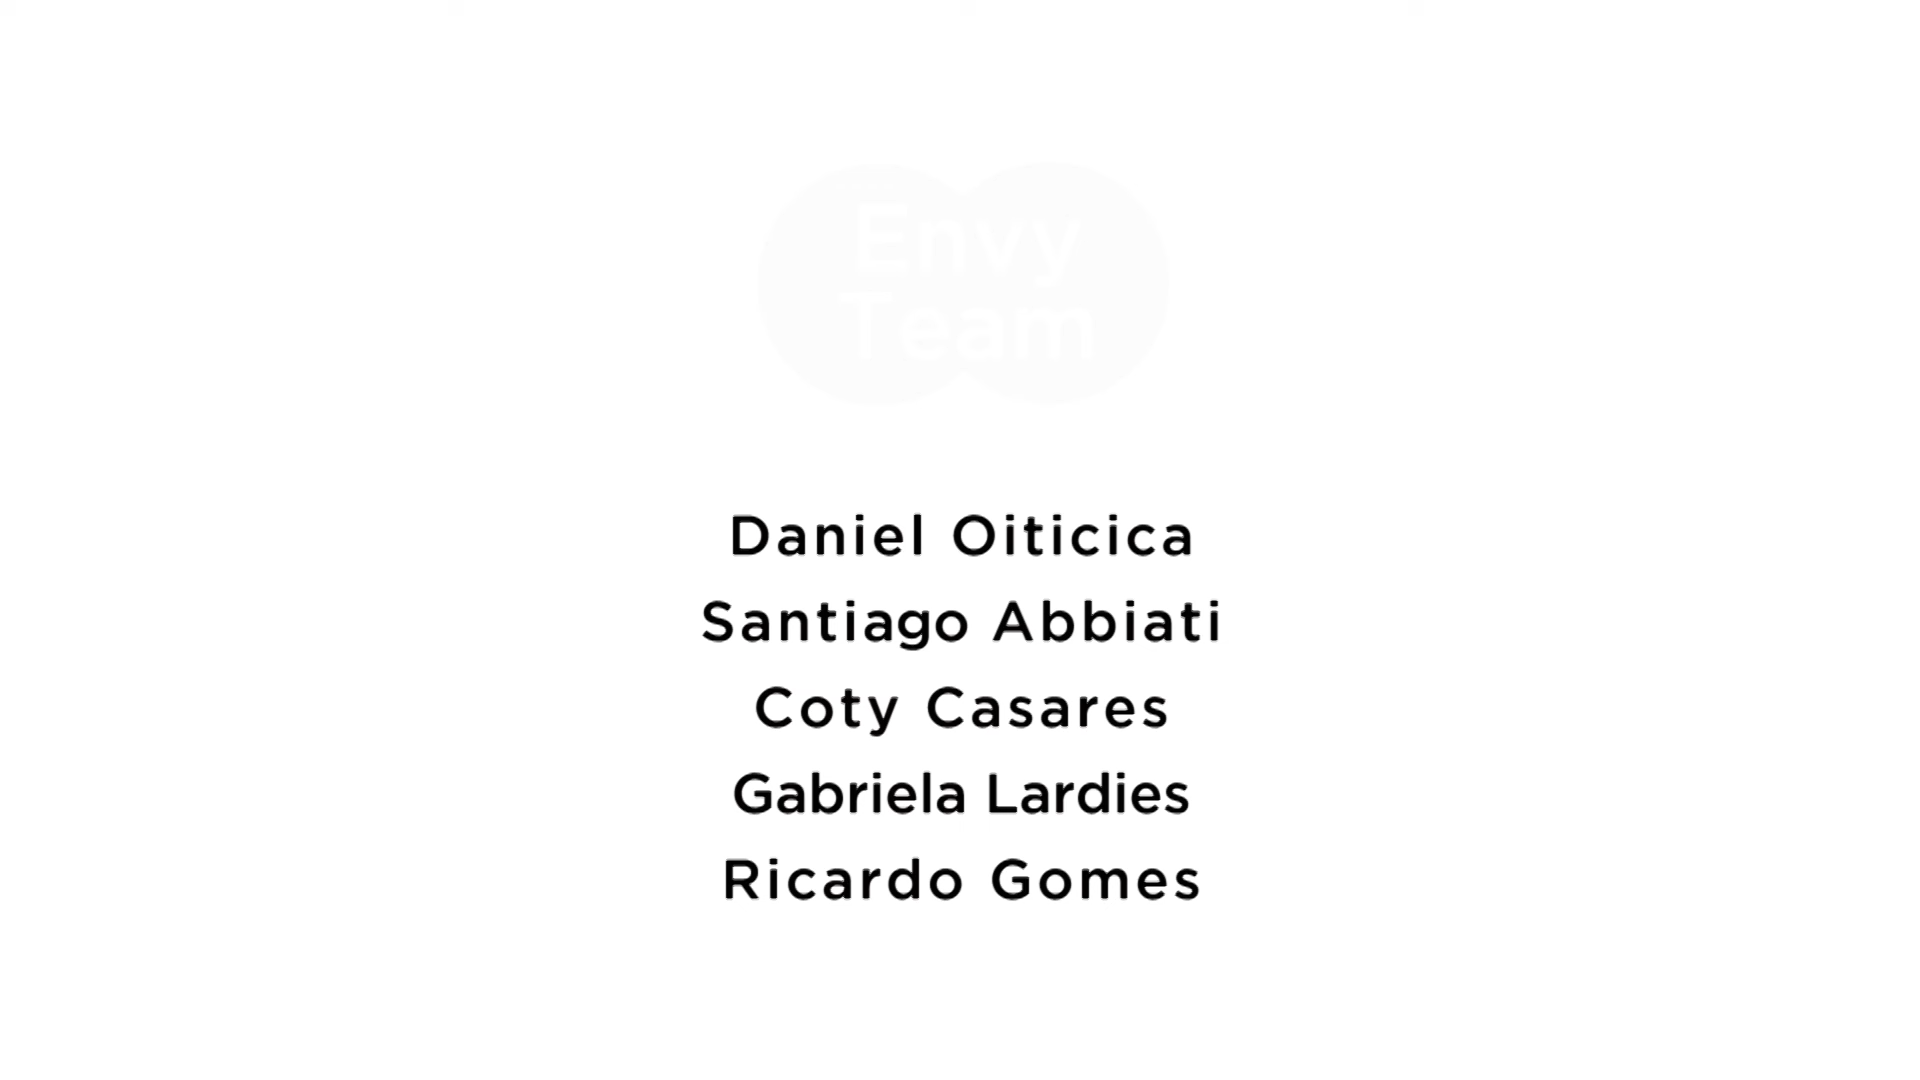 Envy
Team
Daniel Oiticica
Santiago Abbiati
Coty Casares
Gabriela Lardies
Ricardo Gomes